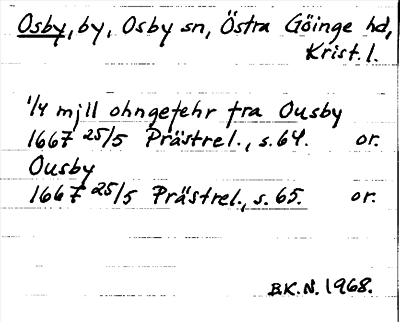 Osby, by, Osby sn, Östra Göinge hd,
Krist. l.
1/4 mjll ohngefehr fra Ousby
1667 25/5 Prästrel., s. 64. or.
Ousby
1667 25/5 Prästrel., s. 65. or.
B.K.N. 1968.